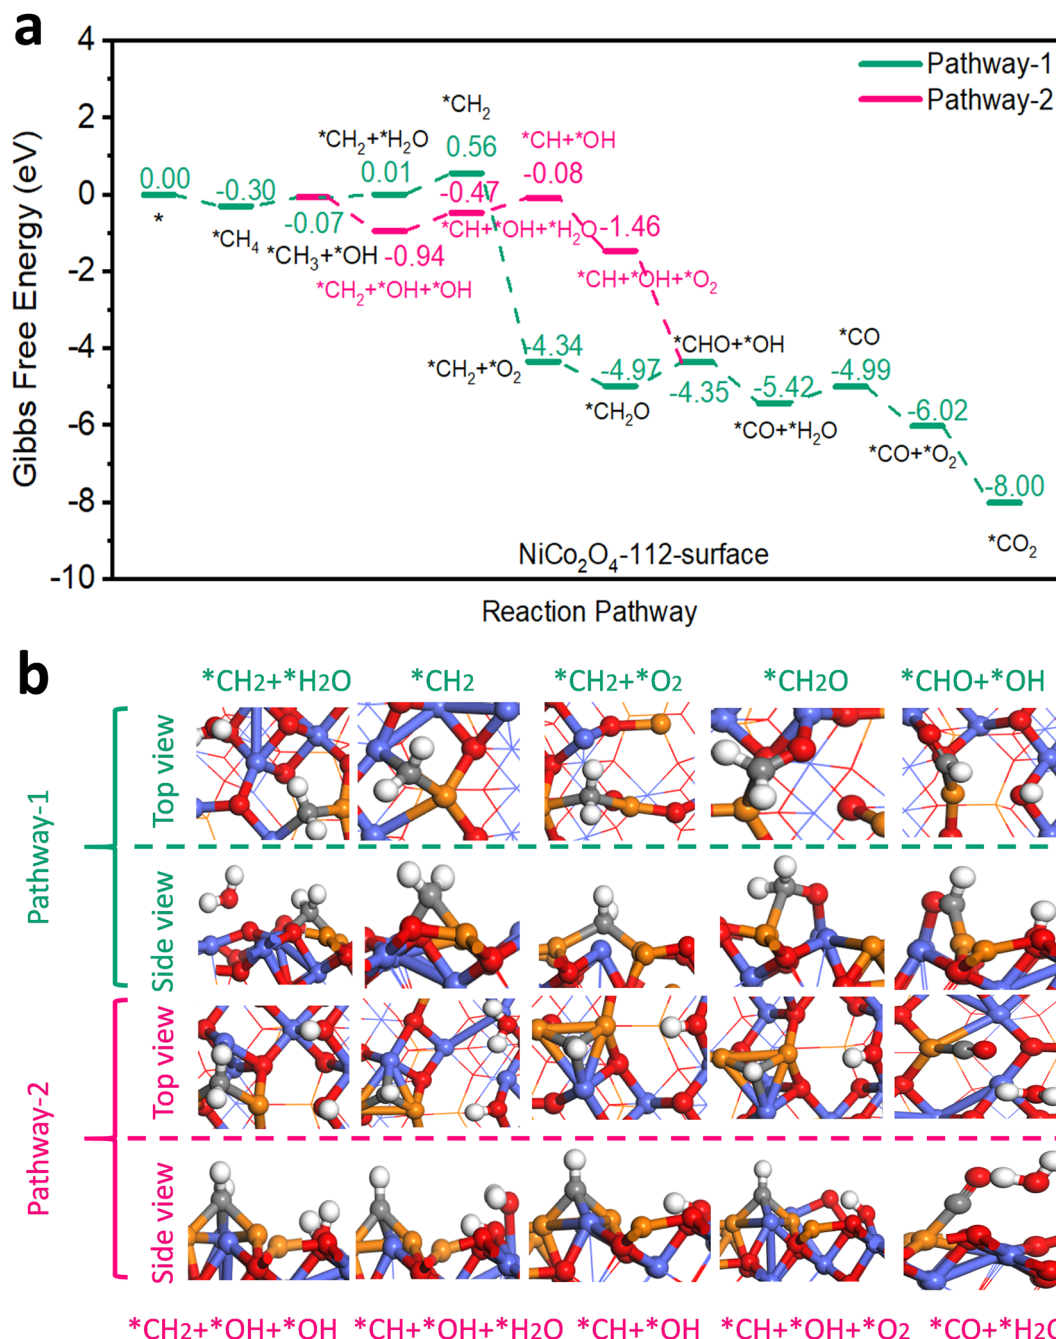 a
4
2
0
-2
-4
-6
-8
-10
Gibbs Free Energy (eV)
Pathway-1
Pathway-2
*CH₂
*CH₂+*H₂O
0.56
*CH+*OH
0.00
-0.30
0.01
-0.47
-0.08
*
-0.07
*CH₄
*CH₃+*OH
-0.94
*CH+*OH+*H₂O
-1.46
*CH₂+*OH+*OH
*CH+*OH+*O₂
-4.34
*CHO+*OH
*CO
*CH₂+*O₂
-4.97
-4.35
-5.42
-4.99
*CH₂O
*CO+*H₂O
-6.02
*CO+*O₂
-8.00
*CO₂
NiCo₂O₄-112-surface
Reaction Pathway
b
*CH2+*H2O
*CH2
*CH2+*O2
*CH2O
*CHO+*OH
Pathway-1
Top view
Side view
Pathway-2
Top view
Side view
*CH2+*OH+*OH
*CH+*OH+*H2O
*CH+*OH
*CH+*OH+*O2
*CO+*H2O